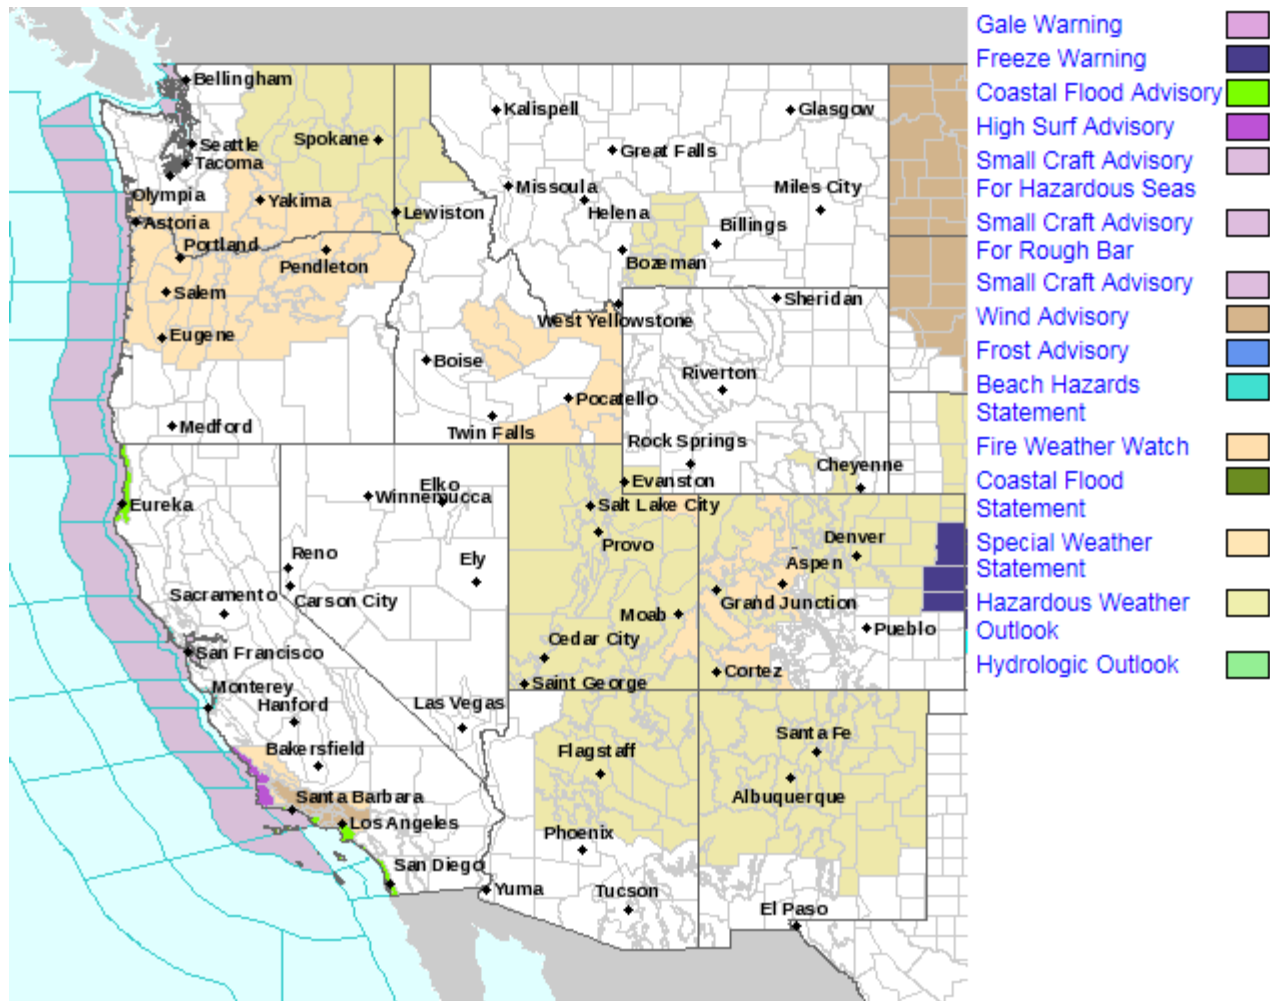 Bellingham
Kalispell
Glasgow
Spokane
Seattle
Great Falls
Tacoma
Missoula
Miles City
Olympia
Yakima
Lewiston
Helena
Astoria
Billings
Portland
Pendleton
Bozeman
Salem
Sheridan
West Yellowstone
Eugene
Boise
Riverton
Pocatello
Medford
Twin Falls
Rock Springs
Cheyenne
Elko
Evanston
Winnemucca
Eureka
Salt Lake City
Denver
Provo
Reno
Ely
Aspen
Sacramento
Carson City
Grand Junction
Moab
Pueblo
Cedar City
San Francisco
Cortez
Saint George
Monterey
Hanford
Las Vegas
Santa Fe
Bakersfield
Flagstaff
Santa Barbara
Albuquerque
Los Angeles
Phoenix
San Diego
Yuma
Tucson
El Paso
Gale Warning
Freeze Warning
Coastal Flood Advisory
High Surf Advisory
Small Craft Advisory
For Hazardous Seas
Small Craft Advisory
For Rough Bar
Small Craft Advisory
Wind Advisory
Frost Advisory
Beach Hazards
Statement
Fire Weather Watch
Coastal Flood
Statement
Special Weather
Statement
Hazardous Weather
Outlook
Hydrologic Outlook